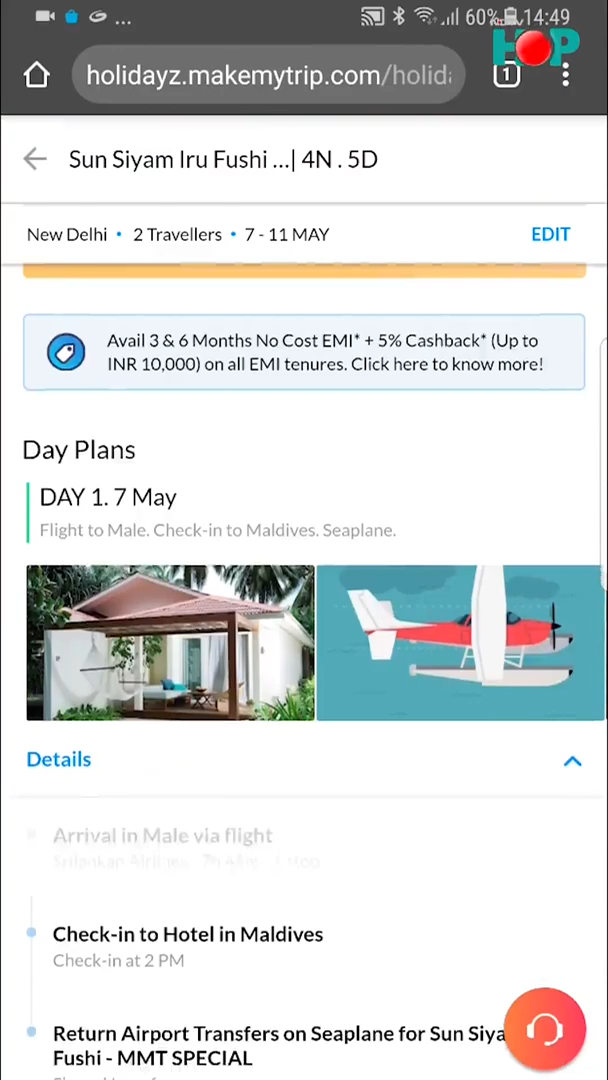 60% 14:49
HOP
holidayz.makemytrip.com/holid
1
Sun Siyam Iru Fushi ...| 4N . 5D
New Delhi • 2 Travellers • 7 - 11 MAY EDIT
Avail 3 & 6 Months No Cost EMI* + 5% Cashback* (Up to
INR 10,000) on all EMI tenures. Click here to know more!
Day Plans
DAY 1. 7 May
Flight to Male. Check-in to Maldives. Seaplane.
Details
Arrival in Male via flight
Check-in to Hotel in Maldives
Check-in at 2 PM
Return Airport Transfers on Seaplane for Sun Siya
Fushi - MMT SPECIAL